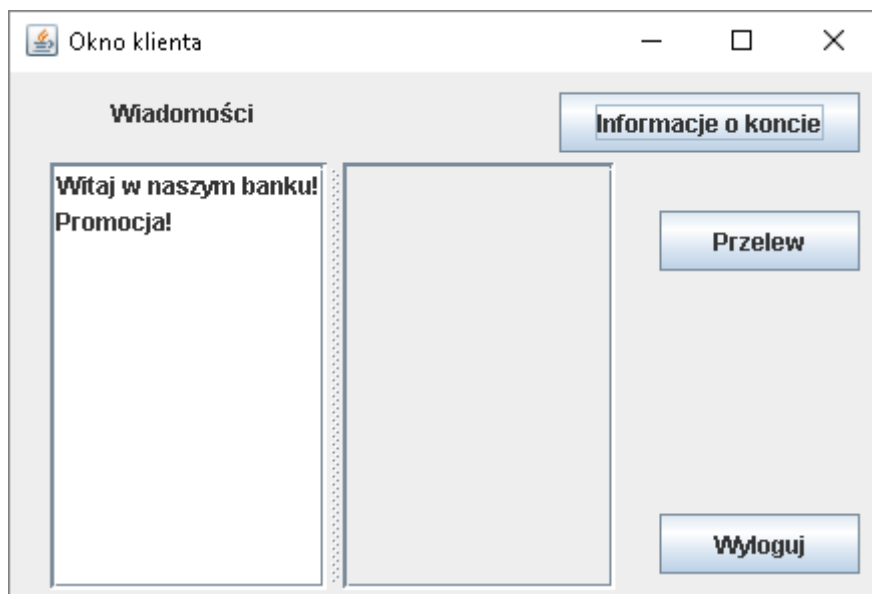 Okno klienta
Wiadomości
Informacje o koncie
Witaj w naszym banku!
Promocja!
Przelew
Wyloguj